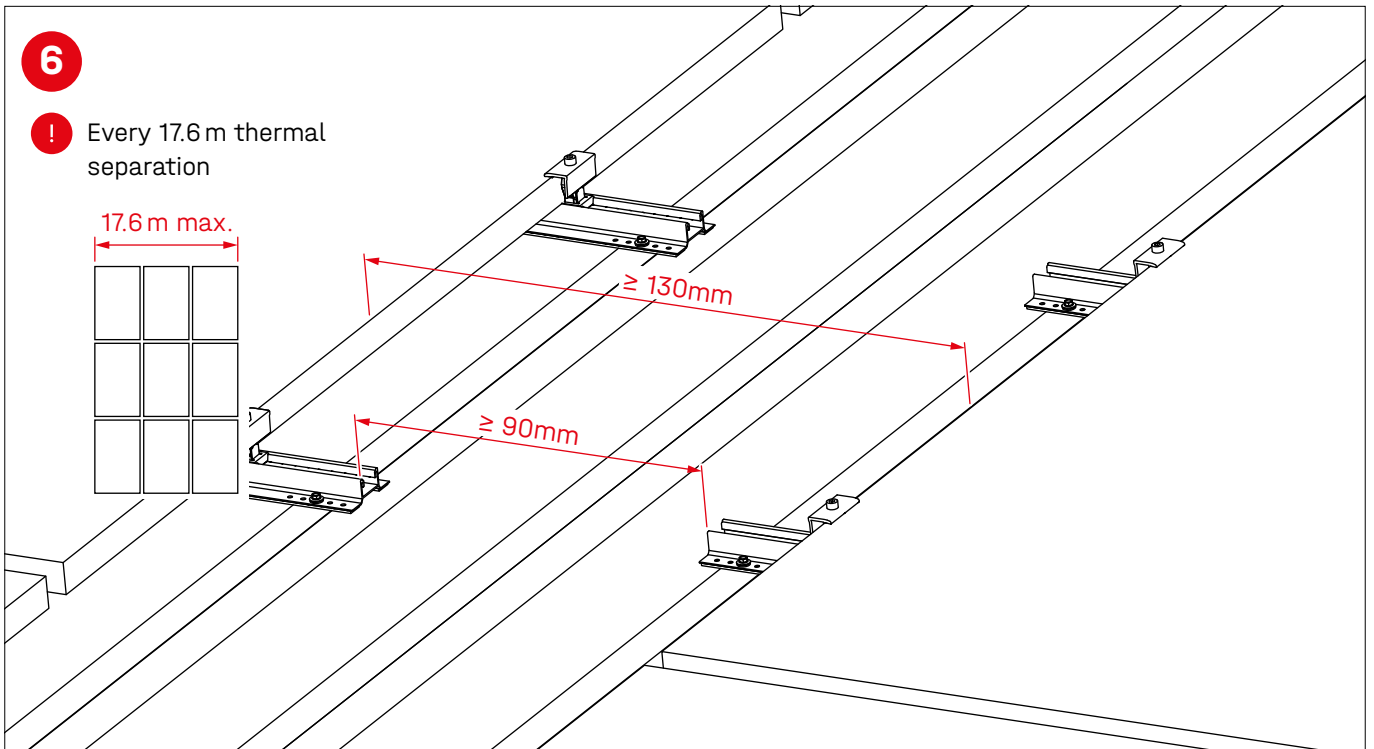 6
! Every 17.6 m thermal
separation
17.6 m max.
≥ 130mm
≥ 90mm